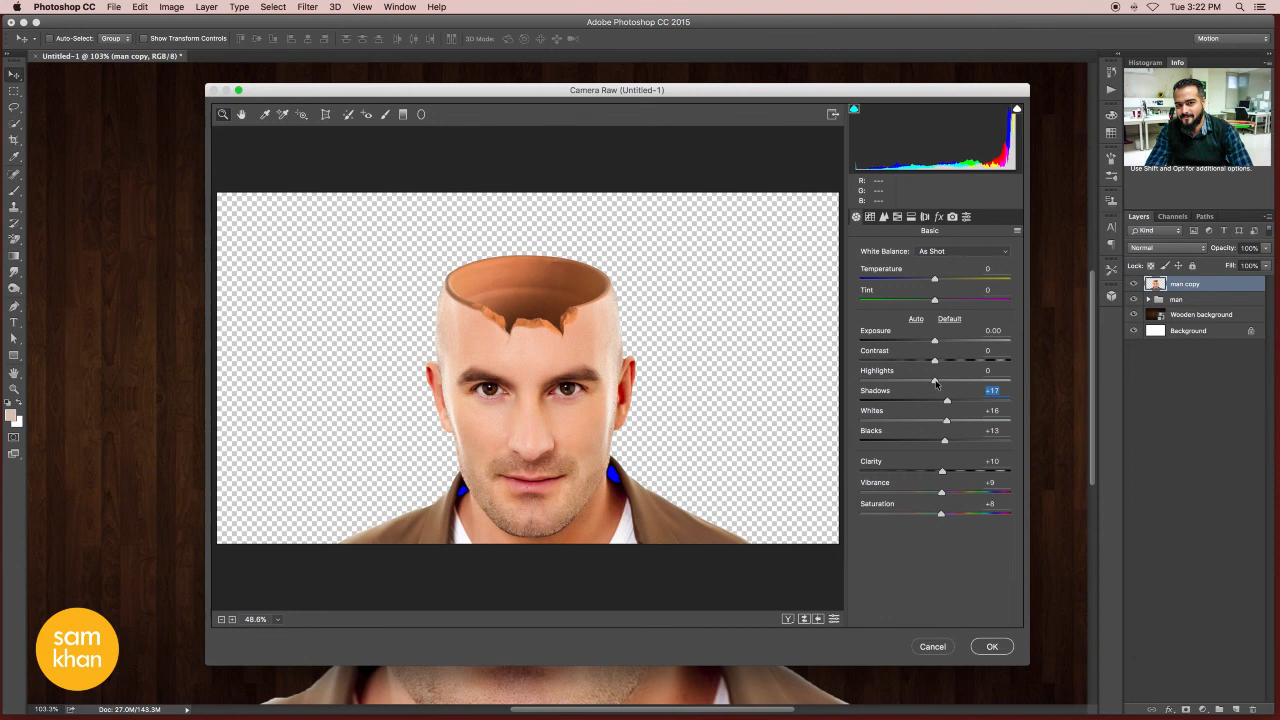 Photoshop CC File Edit Image Layer Type Select Filter 3D View Window Help
Tue 3:22 PM
Adobe Photoshop CC 2015
Auto-Select: Group Show Transform Controls 3D Mode: Motion
Untitled-1 @ 103% (man copy, RGB/8) *
Camera Raw (Untitled-1)
Histogram Info
Use Shift and Opt for additional options.
R: ---
G: ---
B: ---
Basic
White Balance: As Shot
Temperature 0
Tint 0
Auto Default
Exposure 0.00
Contrast 0
Highlights 0
Shadows +17
Whites +16
Blacks +13
Clarity +10
Vibrance +9
Saturation +8
48.6%
Cancel OK
Layers Channels Paths
Kind
Normal Opacity: 100%
Lock: Fill: 100%
man copy
man
Wooden background
Background
sam
khan
103.3% Doc: 27.0M/143.3M